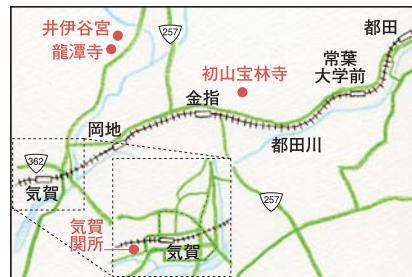 井伊谷宮
龍潭寺
257
都田
常葉
大学前
初山宝林寺
金指
岡地
都田川
362
気賀
気賀
関所
気賀
257